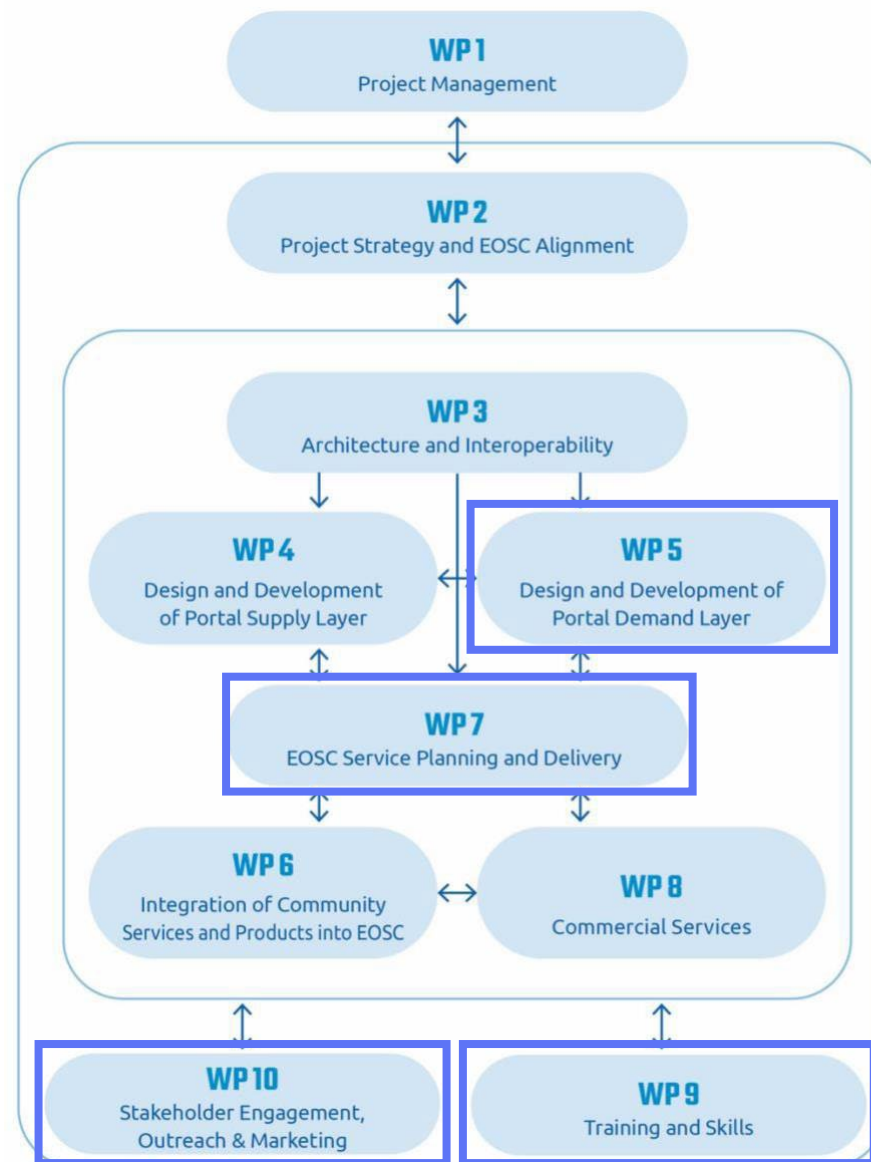 WP1
Project Management
WP2
Project Strategy and EOSC Alignment
WP3
Architecture and Interoperability
WP4
Design and Development
of Portal Supply Layer
WP5
Design and Development of
Portal Demand Layer
WP7
EOSC Service Planning and Delivery
WP6
Integration of Community
Services and Products into EOSC
WP8
Commercial Services
WP10
Stakeholder Engagement,
Outreach & Marketing
WP9
Training and Skills